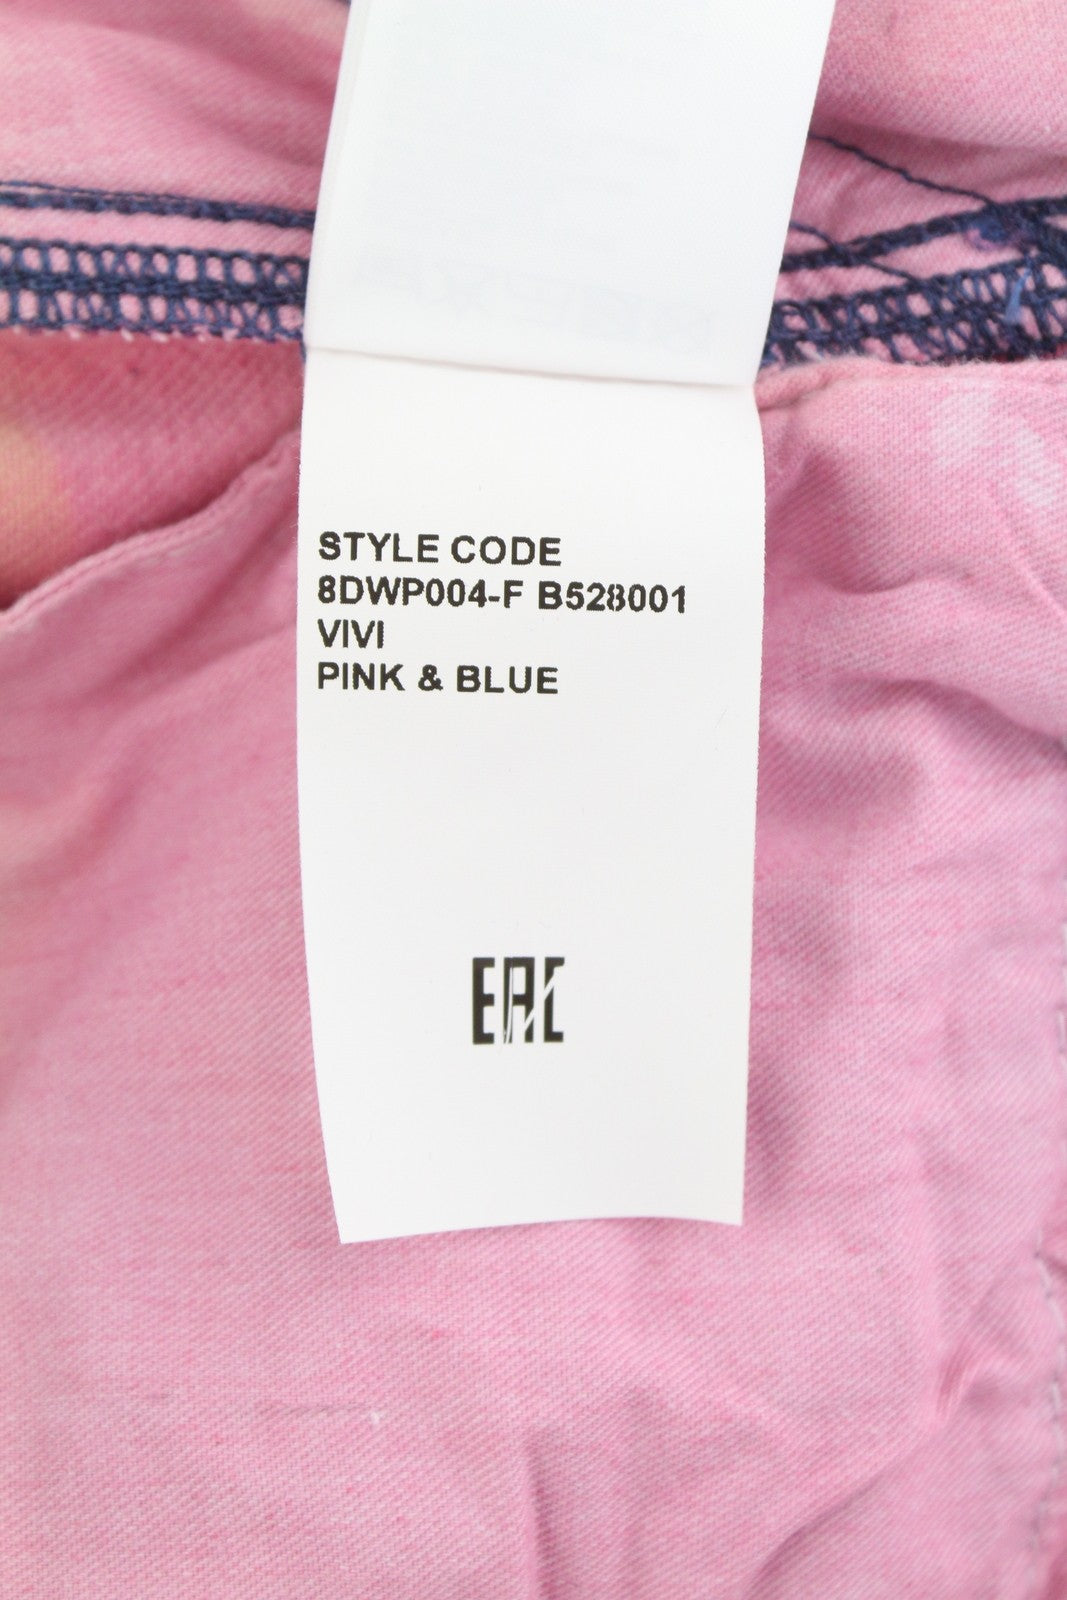 STYLE CODE
8DWP004-F B528001
VIVI
PINK & BLUE
EAC